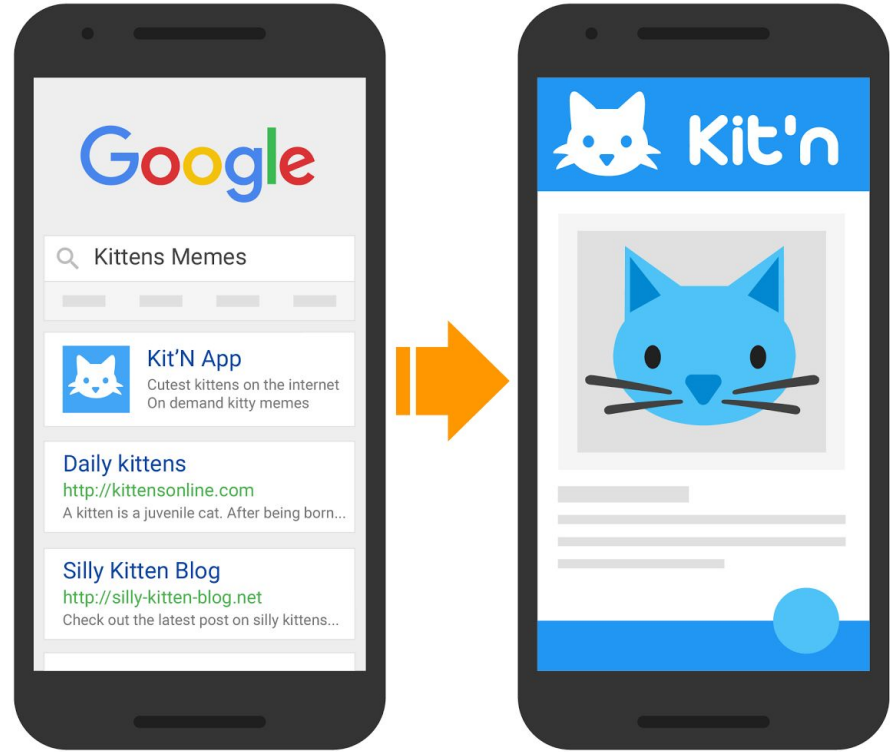 Google
Kittens Memes
Kit'N App
Cutest kittens on the internet
On demand kitty memes
Daily kittens
http://kittensonline.com
A kitten is a juvenile cat. After being born...
Silly Kitten Blog
http://silly-kitten-blog.net
Check out the latest post on silly kittens...
Kit'n